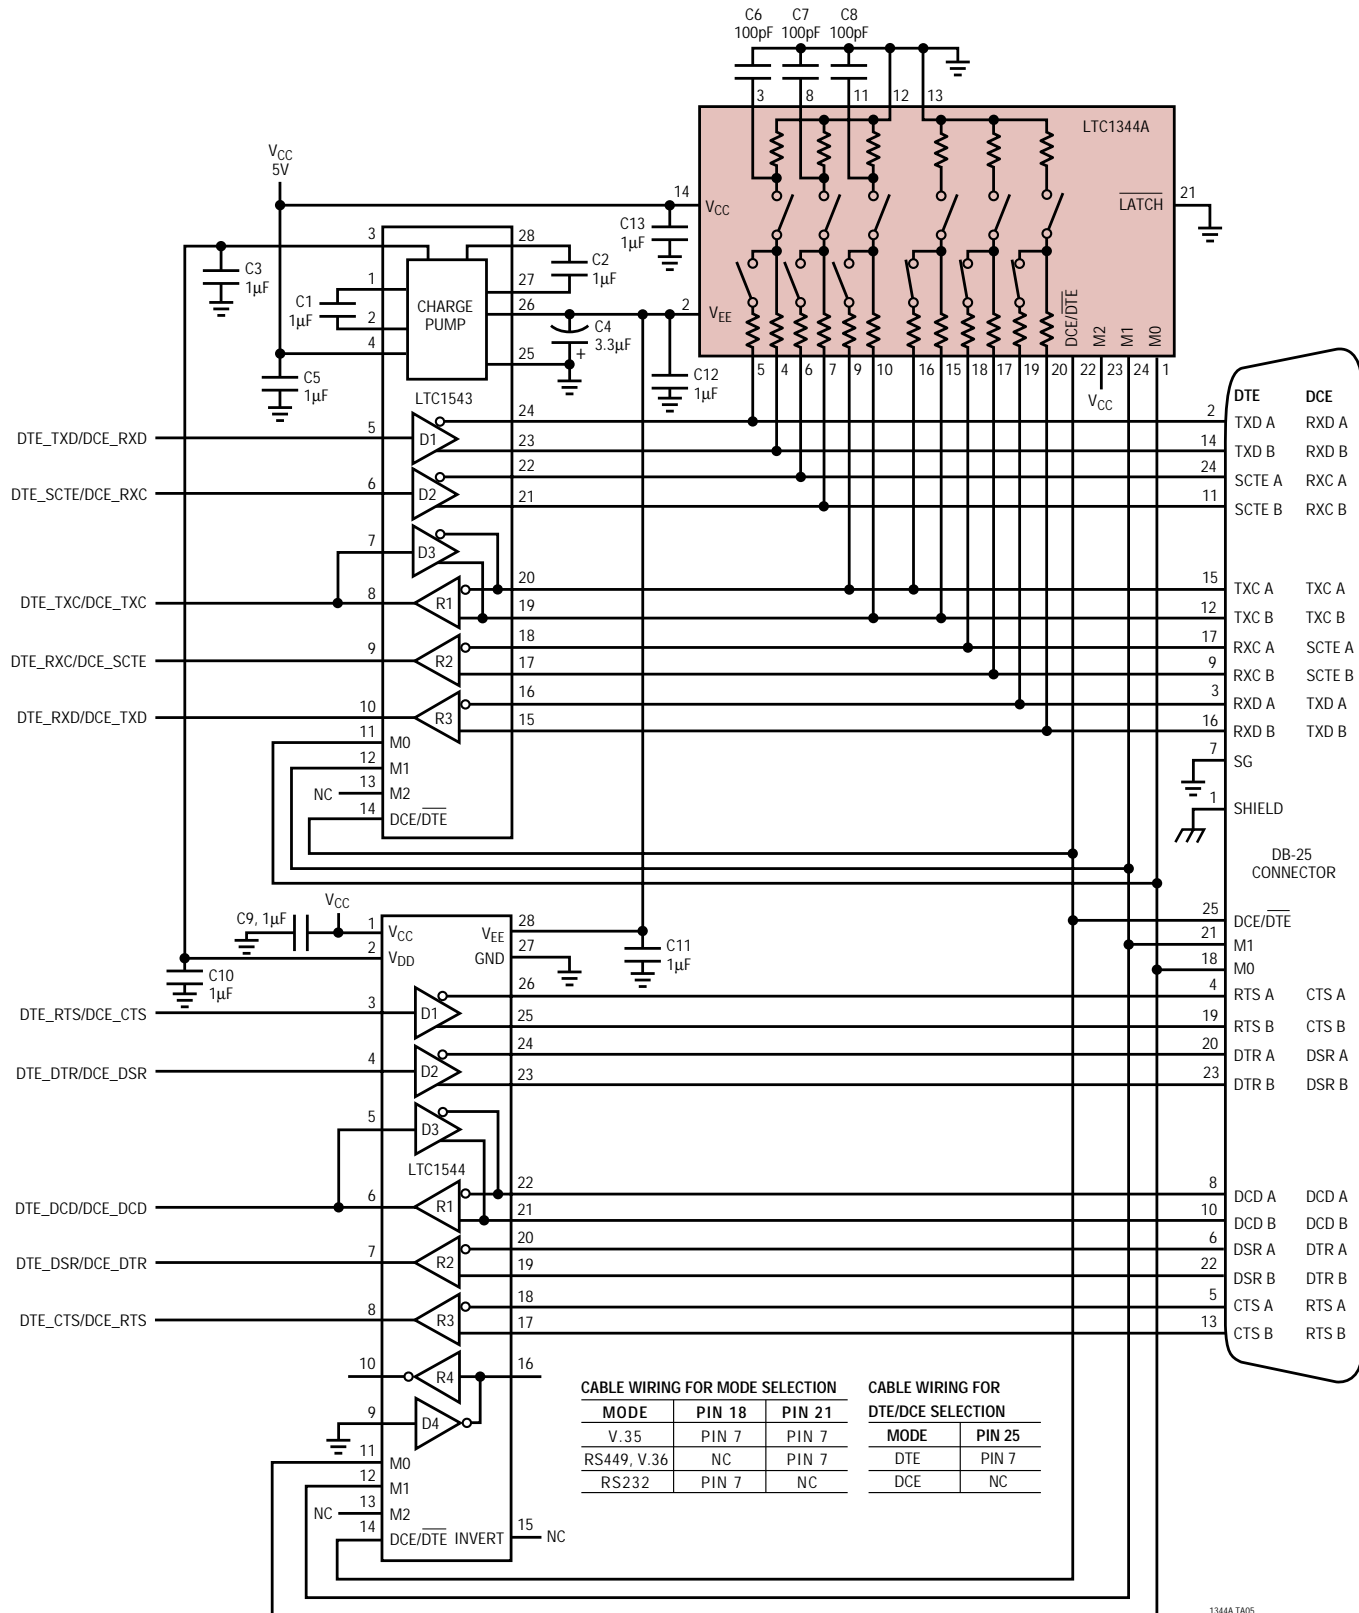 C6 C7 C8
100pF 100pF 100pF
3 8 11 12 13
LTC1344A
VCC
5V
14 VCC
LATCH 21
C13
1µF
3 28
C3
1µF
C2
1µF
1 27
C1
1µF
CHARGE
PUMP
26 2 VEE
2
C4
3.3µF
+
4 25
C5
1µF
C12
1µF
DCE/DTE M2 M1 M0
5 4 6 7 9 10 16 15 18 17 19 20 22 23 24 1
VCC
LTC1543
DTE DCE
24 2 TXD A RXD A
DTE_TXD/DCE_RXD 5 D1
23 14 TXD B RXD B
22 24 SCTE A RXC A
DTE_SCTE/DCE_RXC 6 D2
21 11 SCTE B RXC B
7 D3
20 15 TXC A TXC A
DTE_TXC/DCE_TXC 8 R1
19 12 TXC B TXC B
18 17 RXC A SCTE A
DTE_RXC/DCE_SCTE 9 R2
17 9 RXC B SCTE B
16 3 RXD A TXD A
DTE_RXD/DCE_TXD 10 R3
15 16 RXD B TXD B
11 M0
7 SG
12 M1
NC 13 M2
1 SHIELD
14 DCE/DTE
DB-25
CONNECTOR
VCC
C9, 1µF
1 VCC VEE 28
25 DCE/DTE
2 VDD GND 27
21 M1
C11
1µF
18 M0
C10
1µF
26 4 RTS A CTS A
DTE_RTS/DCE_CTS 3 D1
25 19 RTS B CTS B
24 20 DTR A DSR A
DTE_DTR/DCE_DSR 4 D2
23 23 DTR B DSR B
5 D3
LTC1544
22 8 DCD A DCD A
DTE_DCD/DCE_DCD 6 R1
21 10 DCD B DCD B
20 6 DSR A DTR A
DTE_DSR/DCE_DTR 7 R2
19 22 DSR B DTR B
18 5 CTS A RTS A
DTE_CTS/DCE_RTS 8 R3
17 13 CTS B RTS B
10 R4 16
9 D4
11 M0
12 M1
NC 13 M2
14 DCE/DTE INVERT 15 NC
CABLE WIRING FOR MODE SELECTION
MODE PIN 18 PIN 21
V.35 PIN 7 PIN 7
RS449, V.36 NC PIN 7
RS232 PIN 7 NC
CABLE WIRING FOR
DTE/DCE SELECTION
MODE PIN 25
DTE PIN 7
DCE NC
1344A TA05